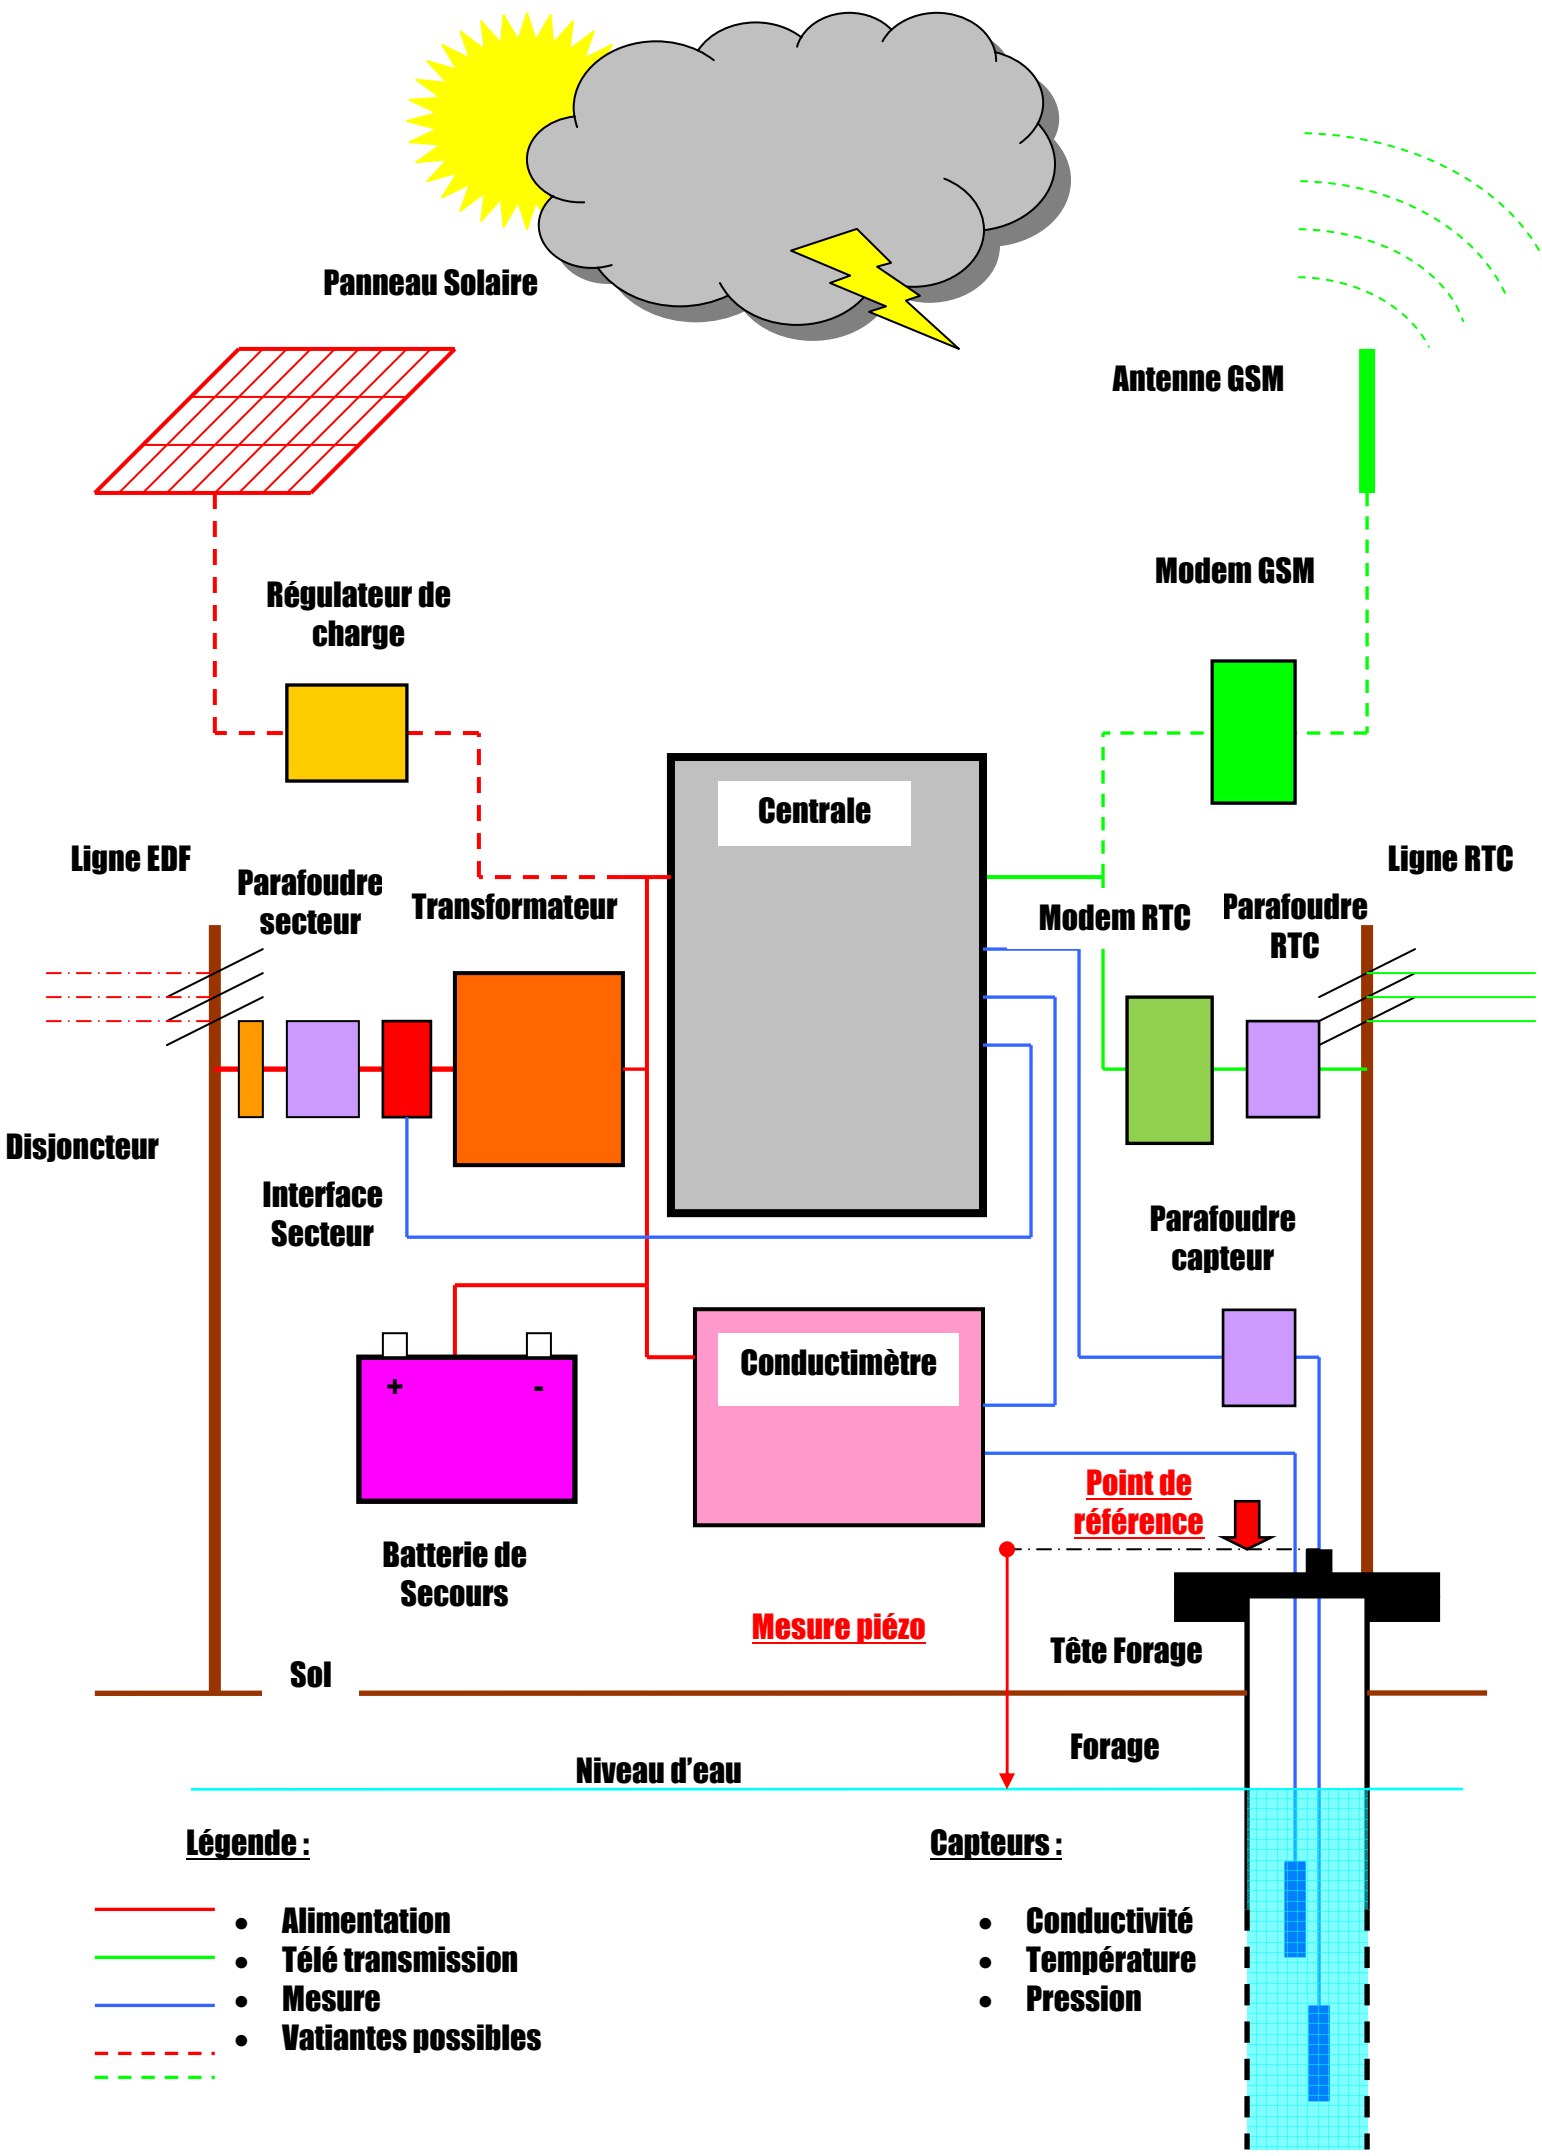 Panneau Solaire
Antenne GSM
Modem GSM
Régulateur de
charge
Centrale
Ligne EDF
Parafoudre
secteur
Transformateur
Modem RTC
Parafoudre
RTC
Ligne RTC
Disjoncteur
Interface
Secteur
Parafoudre
capteur
Conductimètre
+
-
Point de
référence
Batterie de
Secours
Mesure piézo
Tête Forage
Sol
Forage
Niveau d’eau
Légende :
• Alimentation
• Télé transmission
• Mesure
• Vatiantes possibles
Capteurs :
• Conductivité
• Température
• Pression